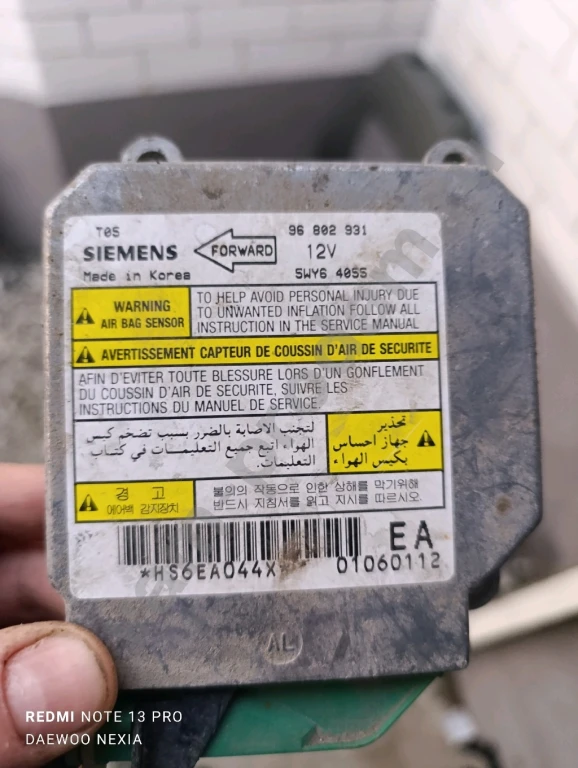 T05
96 802 931
SIEMENS
FORWARD
12V
Made in Korea
5WY6 4055
WARNING
AIR BAG SENSOR
TO HELP AVOID PERSONAL INJURY DUE
TO UNWANTED INFLATION FOLLOW ALL
INSTRUCTION IN THE SERVICE MANUAL
AVERTISSEMENT CAPTEUR DE COUSSIN D'AIR DE SECURITE
AFIN D'EVITER TOUTE BLESSURE LORS D'UN GONFLEMENT
DU COUSSIN D'AIR DE SECURITE, SUIVRE LES
INSTRUCTIONS DU MANUEL DE SERVICE.
تحذير
جهاز احساس
بكيس الهواء
لتجنب الاصابة بالضرر بسبب تضخم كيس
الهواء اتبع جميع التعليمات في كتاب
التعليمات.
경 고
에어백 감지장치
불의의 작동으로 인한 상해를 막기위해
반드시 지침서를 읽고 지시를 따르시오.
EA
*HS6EA044X
01060112
AL
REDMI NOTE 13 PRO
DAEWOO NEXIA